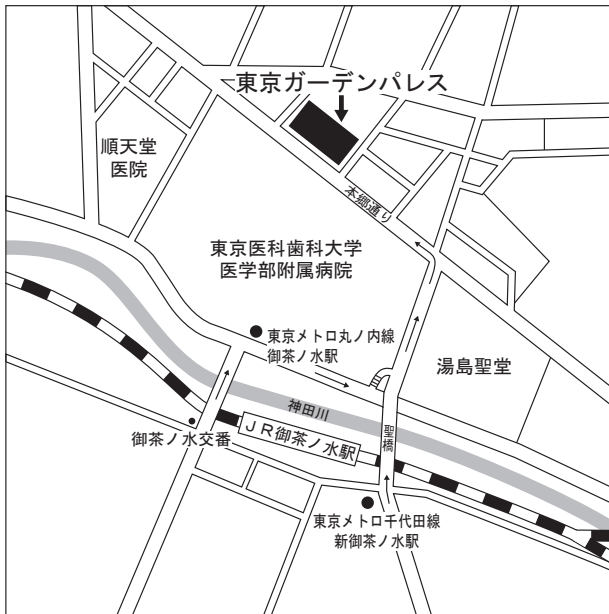 東京ガーデンパレス
順天堂
医院
本郷通り
東京医科歯科大学
医学部附属病院
東京メトロ丸ノ内線
御茶ノ水駅
湯島聖堂
神田川
聖橋
御茶ノ水交番
JR御茶ノ水駅
東京メトロ千代田線
新御茶ノ水駅